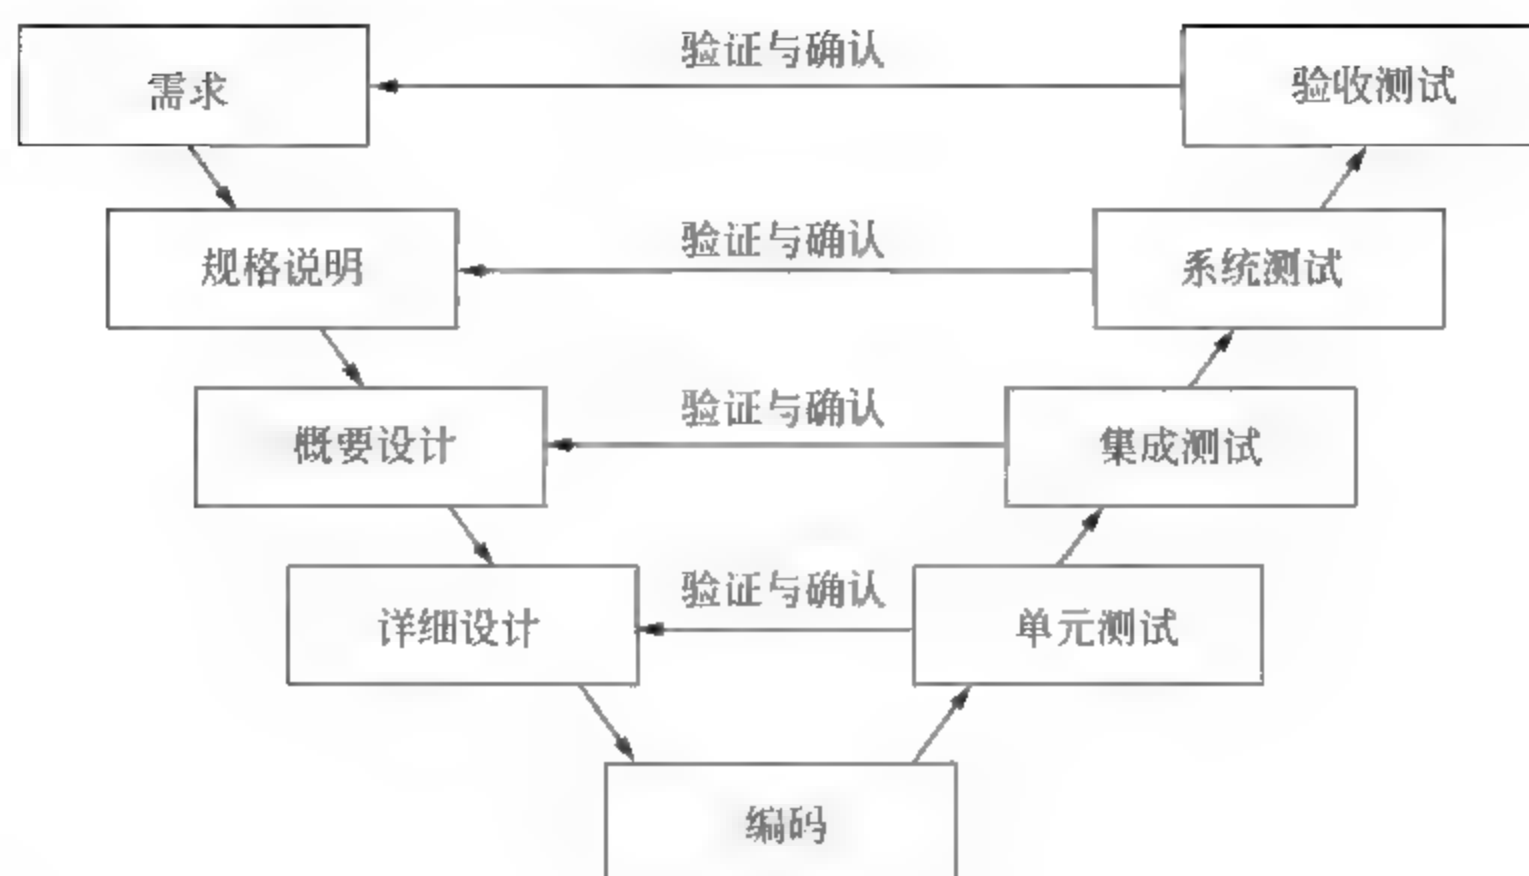 验证与确认
需求
验收测试
验证与确认
规格说明
系统测试
验证与确认
概要设计
集成测试
验证与确认
详细设计
单元测试
编码